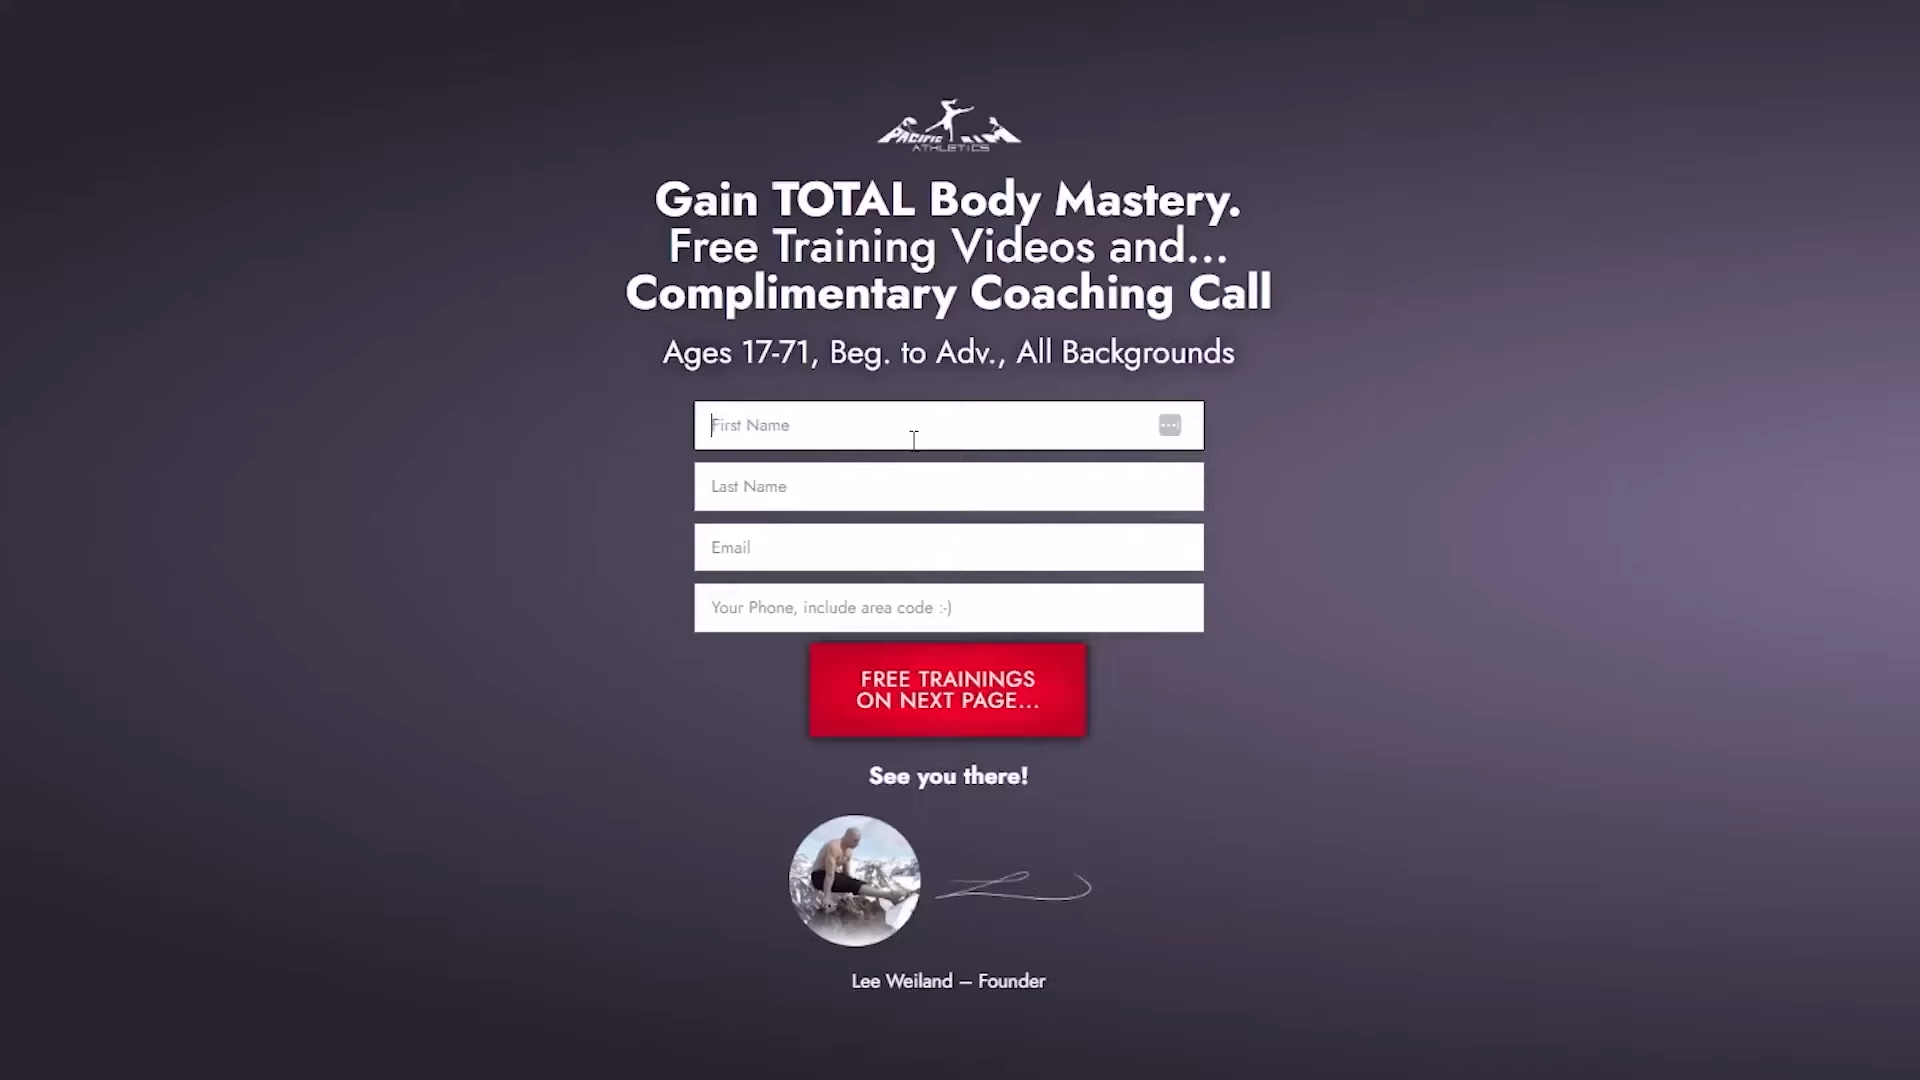 PACIFIC RIM
ATHLETICS
Gain TOTAL Body Mastery.
Free Training Videos and...
Complimentary Coaching Call
Ages 17-71, Beg. to Adv., All Backgrounds
First Name
Last Name
Email
Your Phone, include area code :-)
FREE TRAININGS
ON NEXT PAGE...
See you there!
Lee Weiland – Founder